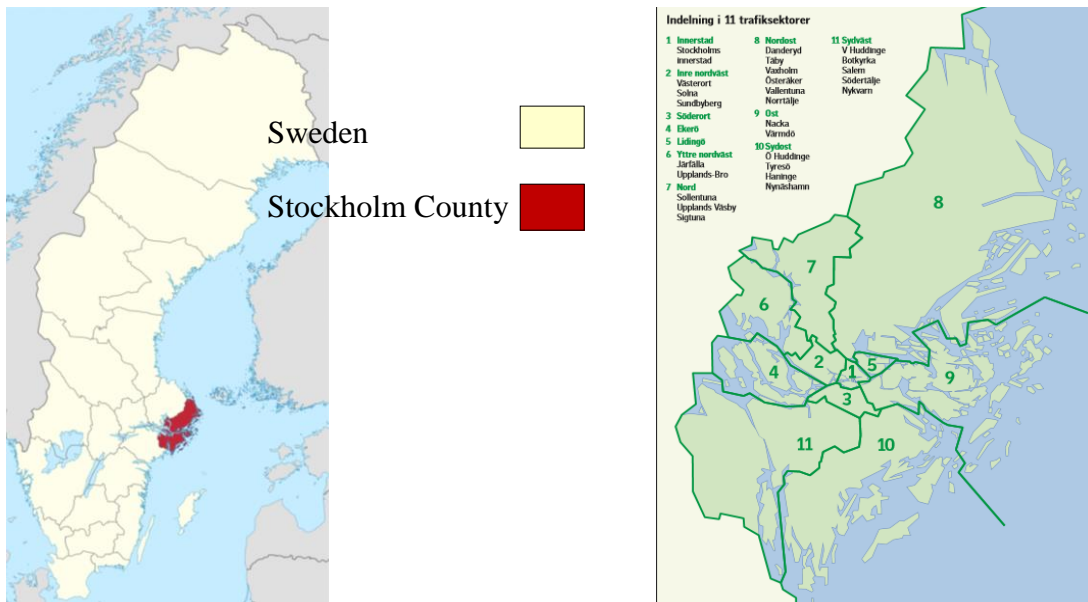 Sweden
Stockholm County
Indelning i 11 trafiksektorer
1 Innerstad
Stockholms
innerstad
2 Inre nordväst
Västerort
Solna
Sundbyberg
3 Söderort
4 Ekerö
5 Lidingö
6 Yttre nordväst
Järfälla
Upplands-Bro
7 Nord
Sollentuna
Upplands Väsby
Sigtuna
8 Nordost
Danderyd
Täby
Vaxholm
Österåker
Vallentuna
Norrtälje
9 Ost
Nacka
Värmdö
10 Sydost
Ö Huddinge
Tyresö
Haninge
Nynäshamn
11 Sydväst
V Huddinge
Botkyrka
Salem
Södertälje
Nykvarn
8
7
6
2
5
4
1
9
3
11
10